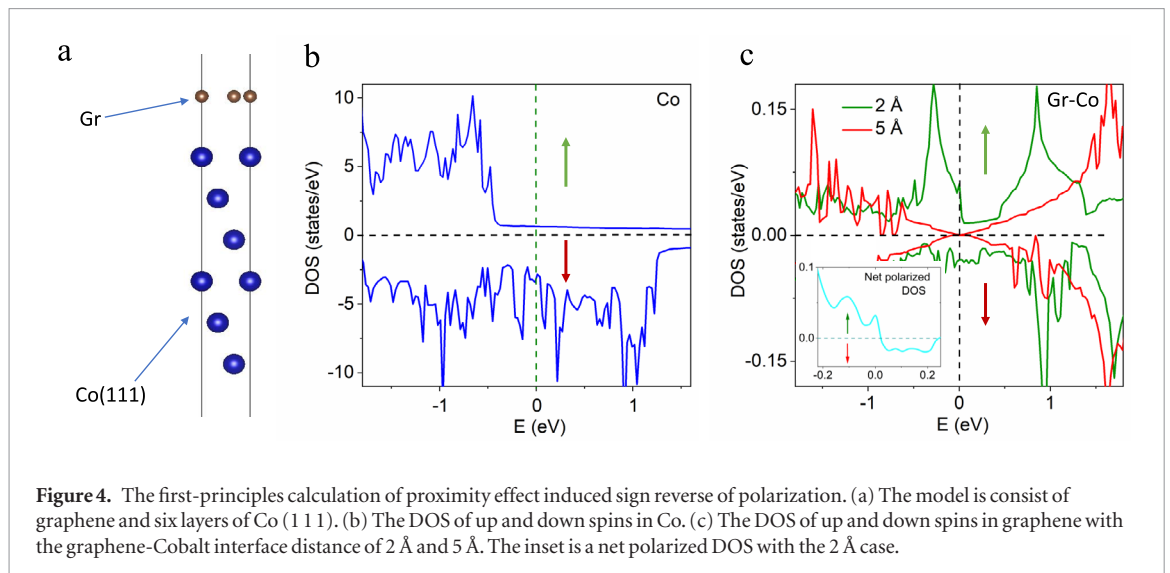 a
Gr
Co(111)
b
Co
10
5
0
-5
-10
DOS (states/eV)
-1
0
1
E (eV)
c
Gr-Co
2 Å
5 Å
0.15
0.00
-0.15
DOS (states/eV)
Net polarized
DOS
0.1
0.0
-0.2
0.0
0.2
-1
0
1
E (eV)
Figure 4. The first-principles calculation of proximity effect induced sign reverse of polarization. (a) The model is consist of
graphene and six layers of Co (1 1 1). (b) The DOS of up and down spins in Co. (c) The DOS of up and down spins in graphene with
the graphene-Cobalt interface distance of 2 Å and 5 Å. The inset is a net polarized DOS with the 2 Å case.